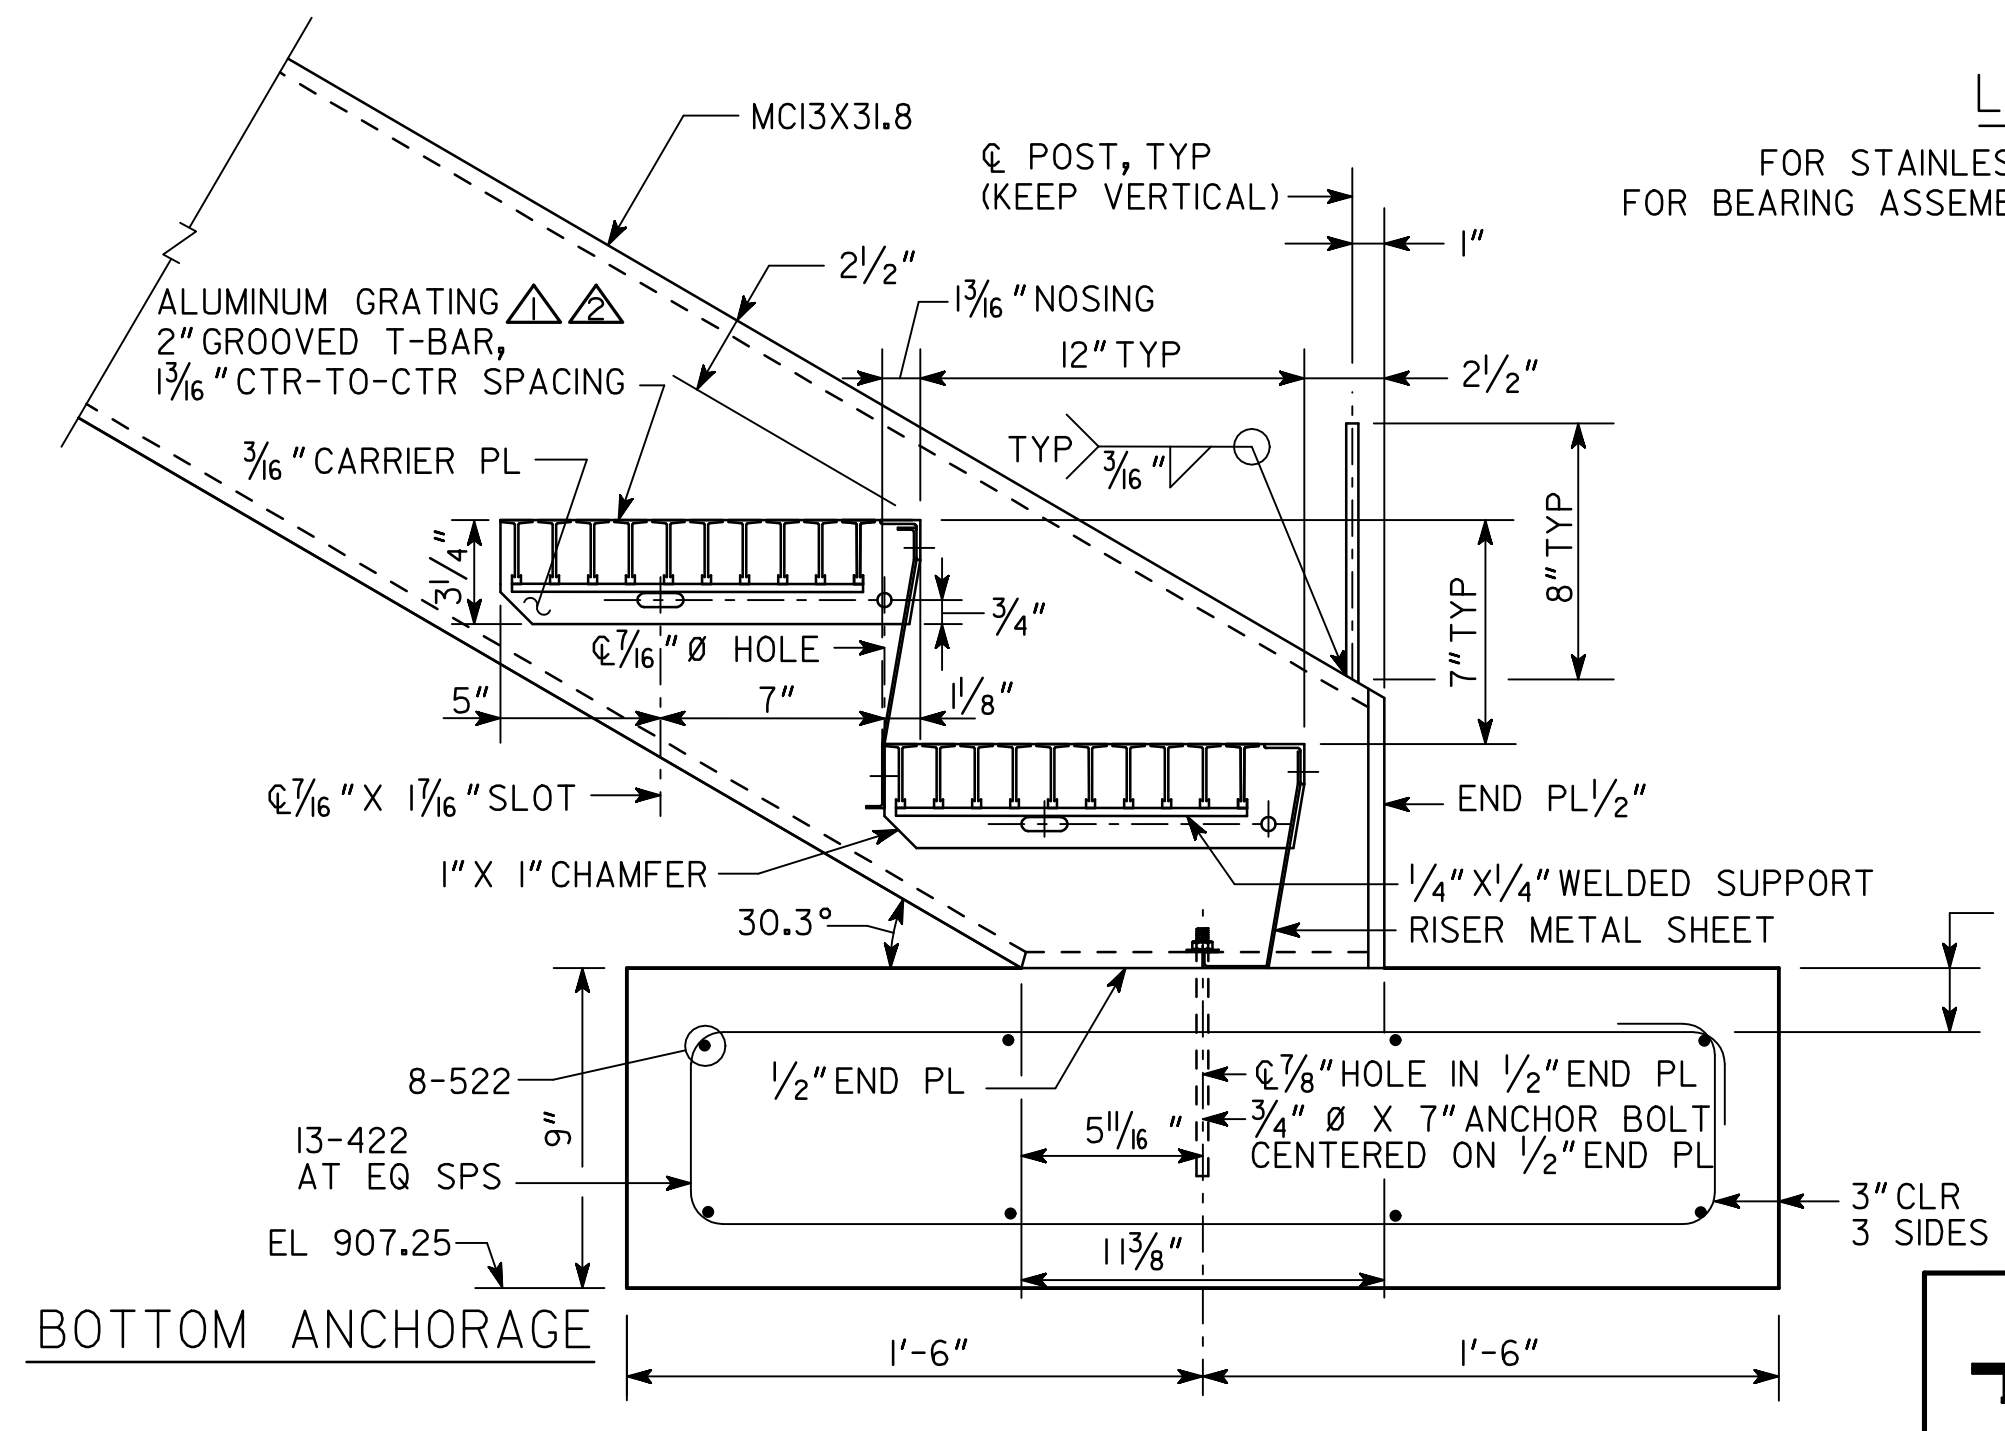 MC13X31.8
℄ POST, TYP
(KEEP VERTICAL)
L
FOR STAINLES
FOR BEARING ASSEME
1"
2 1/2"
1 3/16" NOSING
ALUMINUM GRATING 1 2
2" GROOVED T-BAR,
1 3/16" CTR-TO-CTR SPACING
12" TYP
2 1/2"
3/16" CARRIER PL
TYP
3/16"
8" TYP
7" TYP
3 1/4"
3/4"
℄ 7/16" Ø HOLE
5"
7"
1 1/8"
℄ 7/16" X 1 7/16" SLOT
END PL 1/2"
1" X 1" CHAMFER
1/4" X 1/4" WELDED SUPPORT
30.3°
RISER METAL SHEET
8-522
1/2" END PL
℄ 7/8" HOLE IN 1/2" END PL
9"
13-422
AT EQ SPS
5 11/16"
3/4" Ø X 7" ANCHOR BOLT
CENTERED ON 1/2" END PL
3" CLR
3 SIDES
EL 907.25
11 3/8"
BOTTOM ANCHORAGE
1'-6"
1'-6"